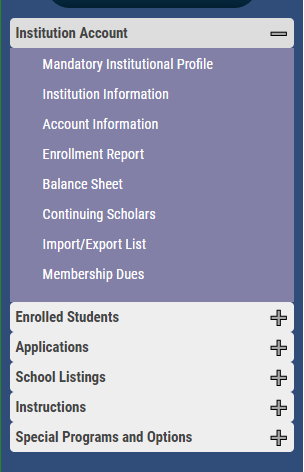 Institution Account
Mandatory Institutional Profile
Institution Information
Account Information
Enrollment Report
Balance Sheet
Continuing Scholars
Import/Export List
Membership Dues
Enrolled Students
Applications
School Listings
Instructions
Special Programs and Options